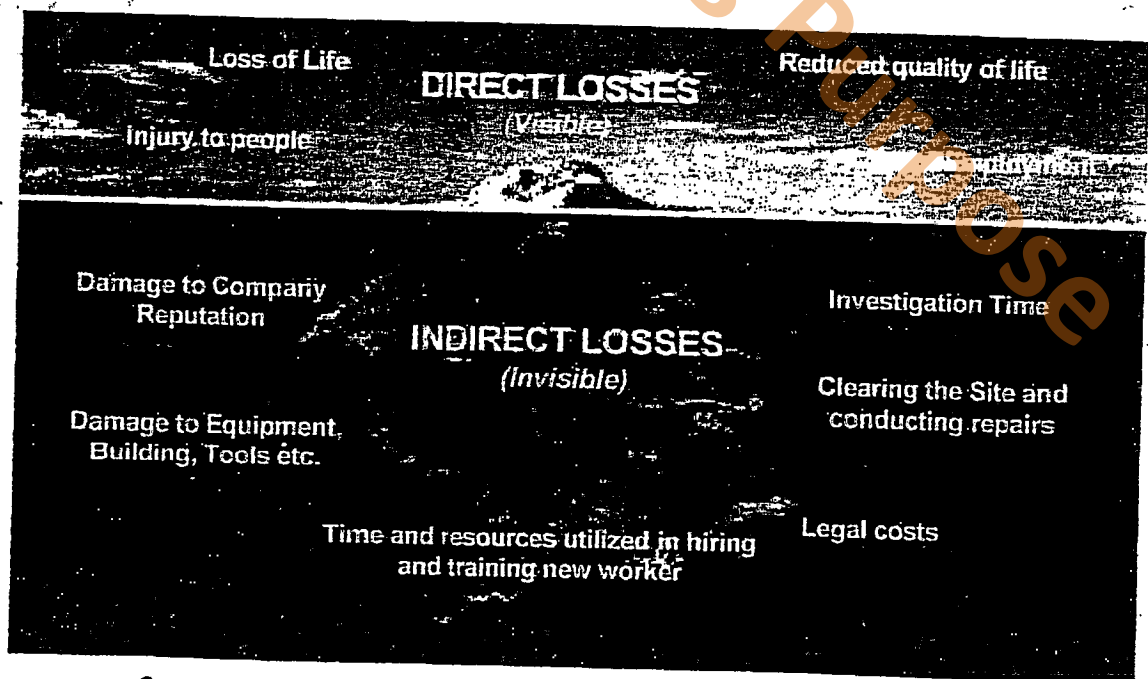 Loss of Life
DIRECT LOSSES
(Visible)
Reduced quality of life
Injury to people
Damage to Company
Reputation
INDIRECT LOSSES
(Invisible)
Investigation Time
Clearing the Site and
conducting repairs
Damage to Equipment,
Building, Tools etc.
Time and resources utilized in hiring
and training new worker
Legal costs
Purpose